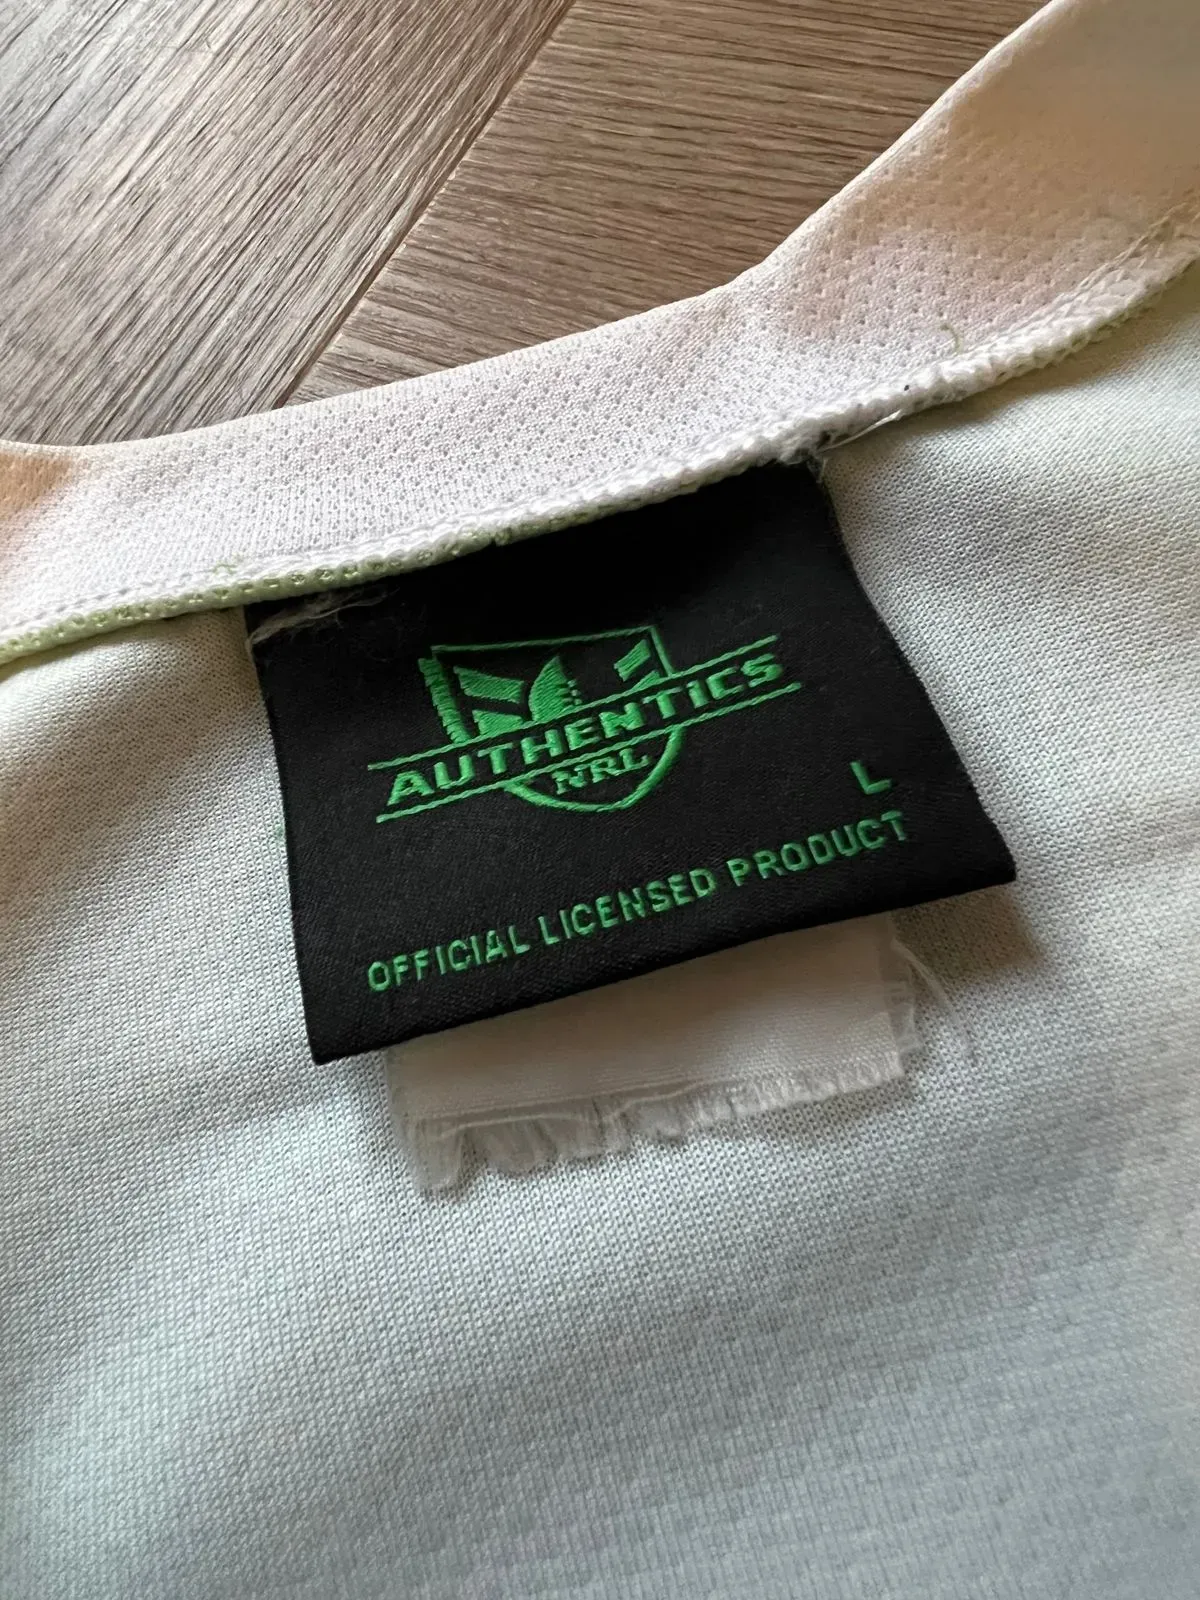 AUTHENTICS
NRL
L
OFFICIAL LICENSED PRODUCT